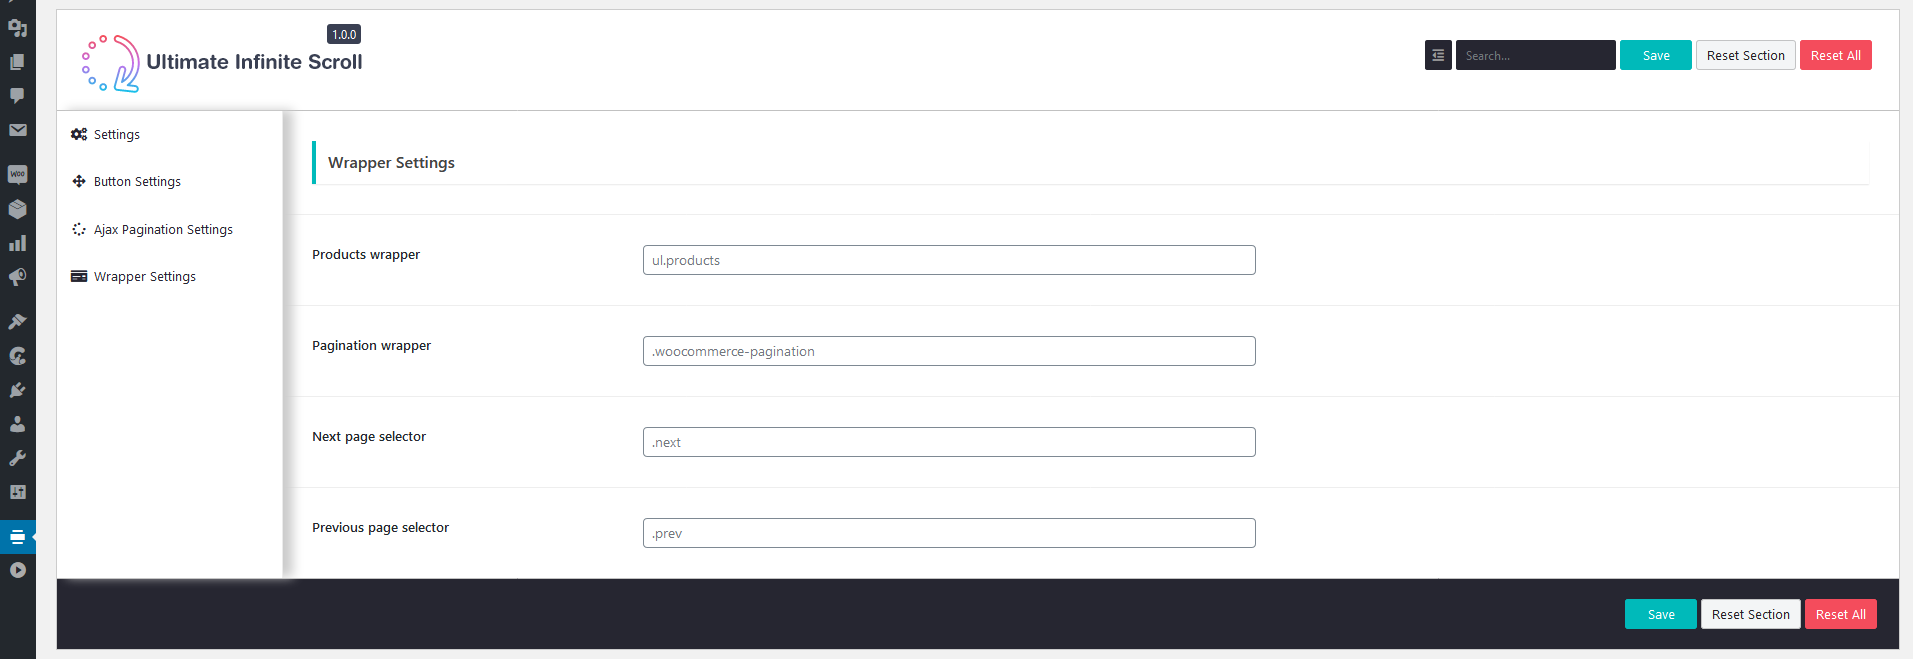 1.0.0
Ultimate Infinite Scroll
Search...
Save
Reset Section
Reset All
Woo
Settings
Button Settings
Ajax Pagination Settings
Wrapper Settings
Wrapper Settings
Products wrapper
ul.products
Pagination wrapper
.woocommerce-pagination
Next page selector
.next
Previous page selector
.prev
Save
Reset Section
Reset All